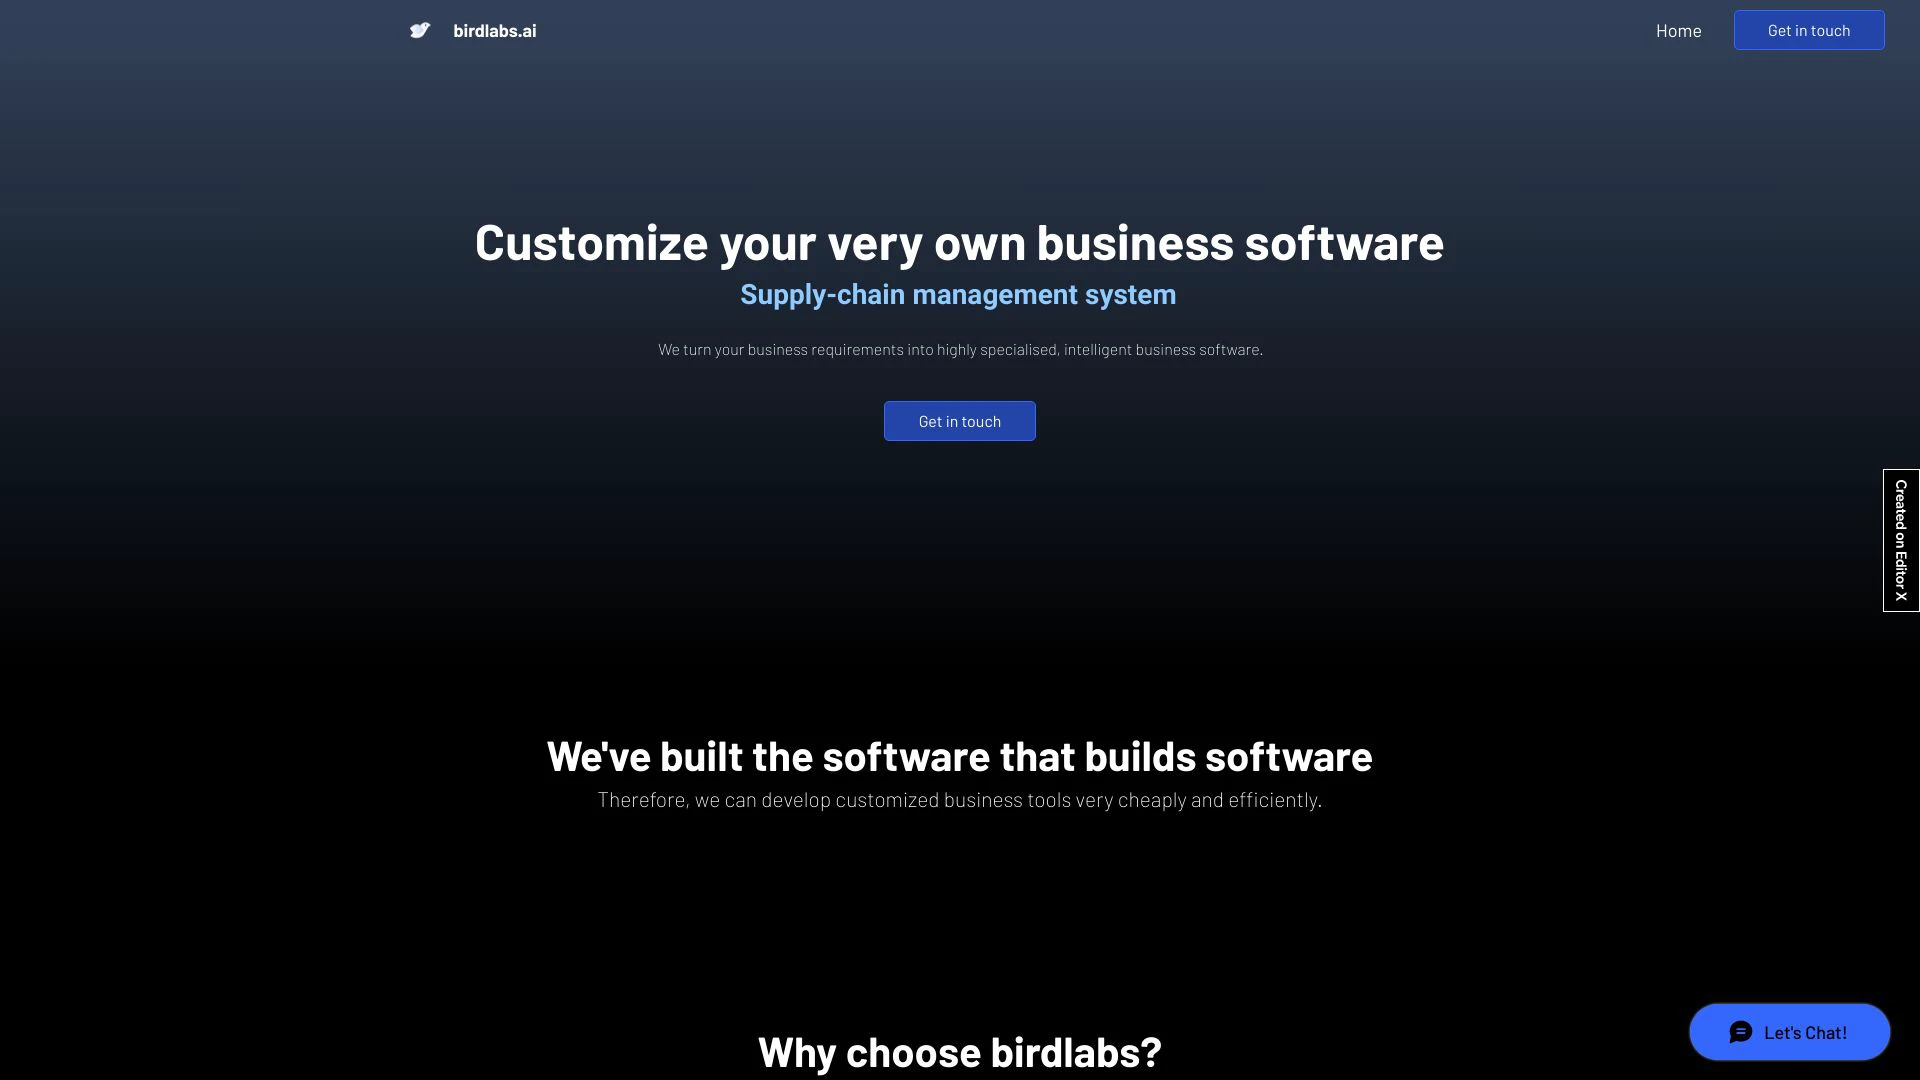 birdlabs.ai
Home
Get in touch
Customize your very own business software
Supply-chain management system
We turn your business requirements into highly specialised, intelligent business software.
Get in touch
Created on Editor X
We've built the software that builds software
Therefore, we can develop customized business tools very cheaply and efficiently.
Let's Chat!
Why choose birdlabs?